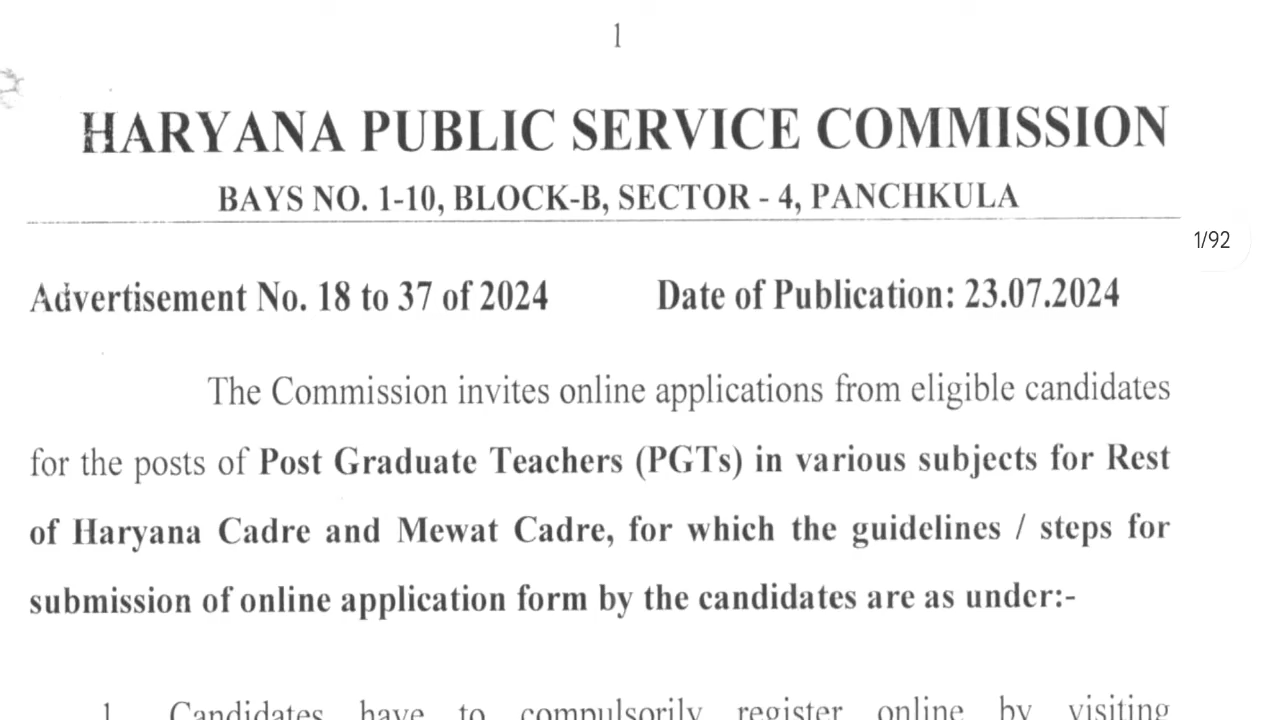 1
HARYANA PUBLIC SERVICE COMMISSION
BAYS NO. 1-10, BLOCK-B, SECTOR - 4, PANCHKULA
1/92
Advertisement No. 18 to 37 of 2024 Date of Publication: 23.07.2024
The Commission invites online applications from eligible candidates
for the posts of Post Graduate Teachers (PGTs) in various subjects for Rest
of Haryana Cadre and Mewat Cadre, for which the guidelines / steps for
submission of online application form by the candidates are as under:-
1 Candidates have to compulsorily register online by visiting